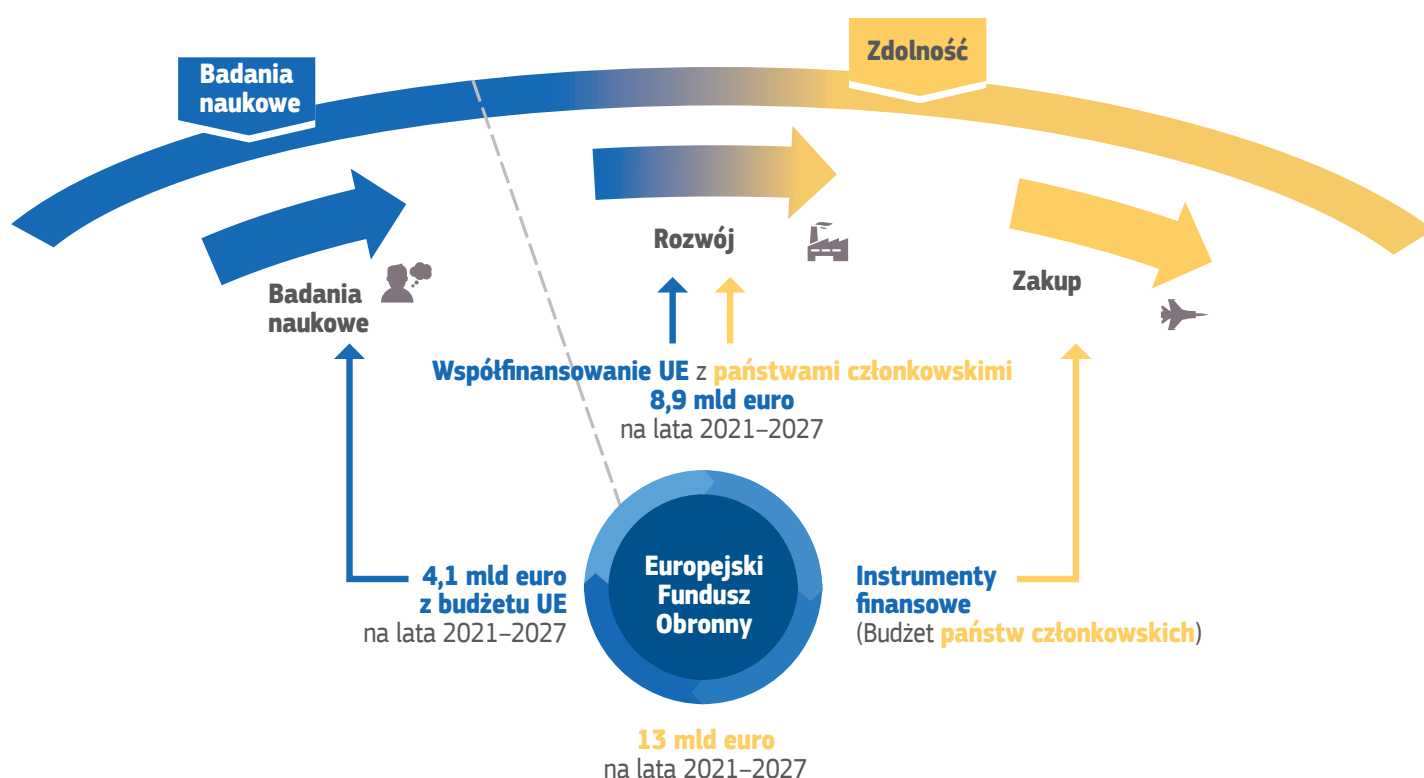 Badania
naukowe
Zdolność
Badania
naukowe
Rozwój
Zakup
Współfinansowanie UE z państwami członkowskimi
8,9 mld euro
na lata 2021–2027
4,1 mld euro
z budżetu UE
na lata 2021–2027
Europejski
Fundusz
Obronny
Instrumenty
finansowe
(Budżet państw członkowskich)
13 mld euro
na lata 2021–2027